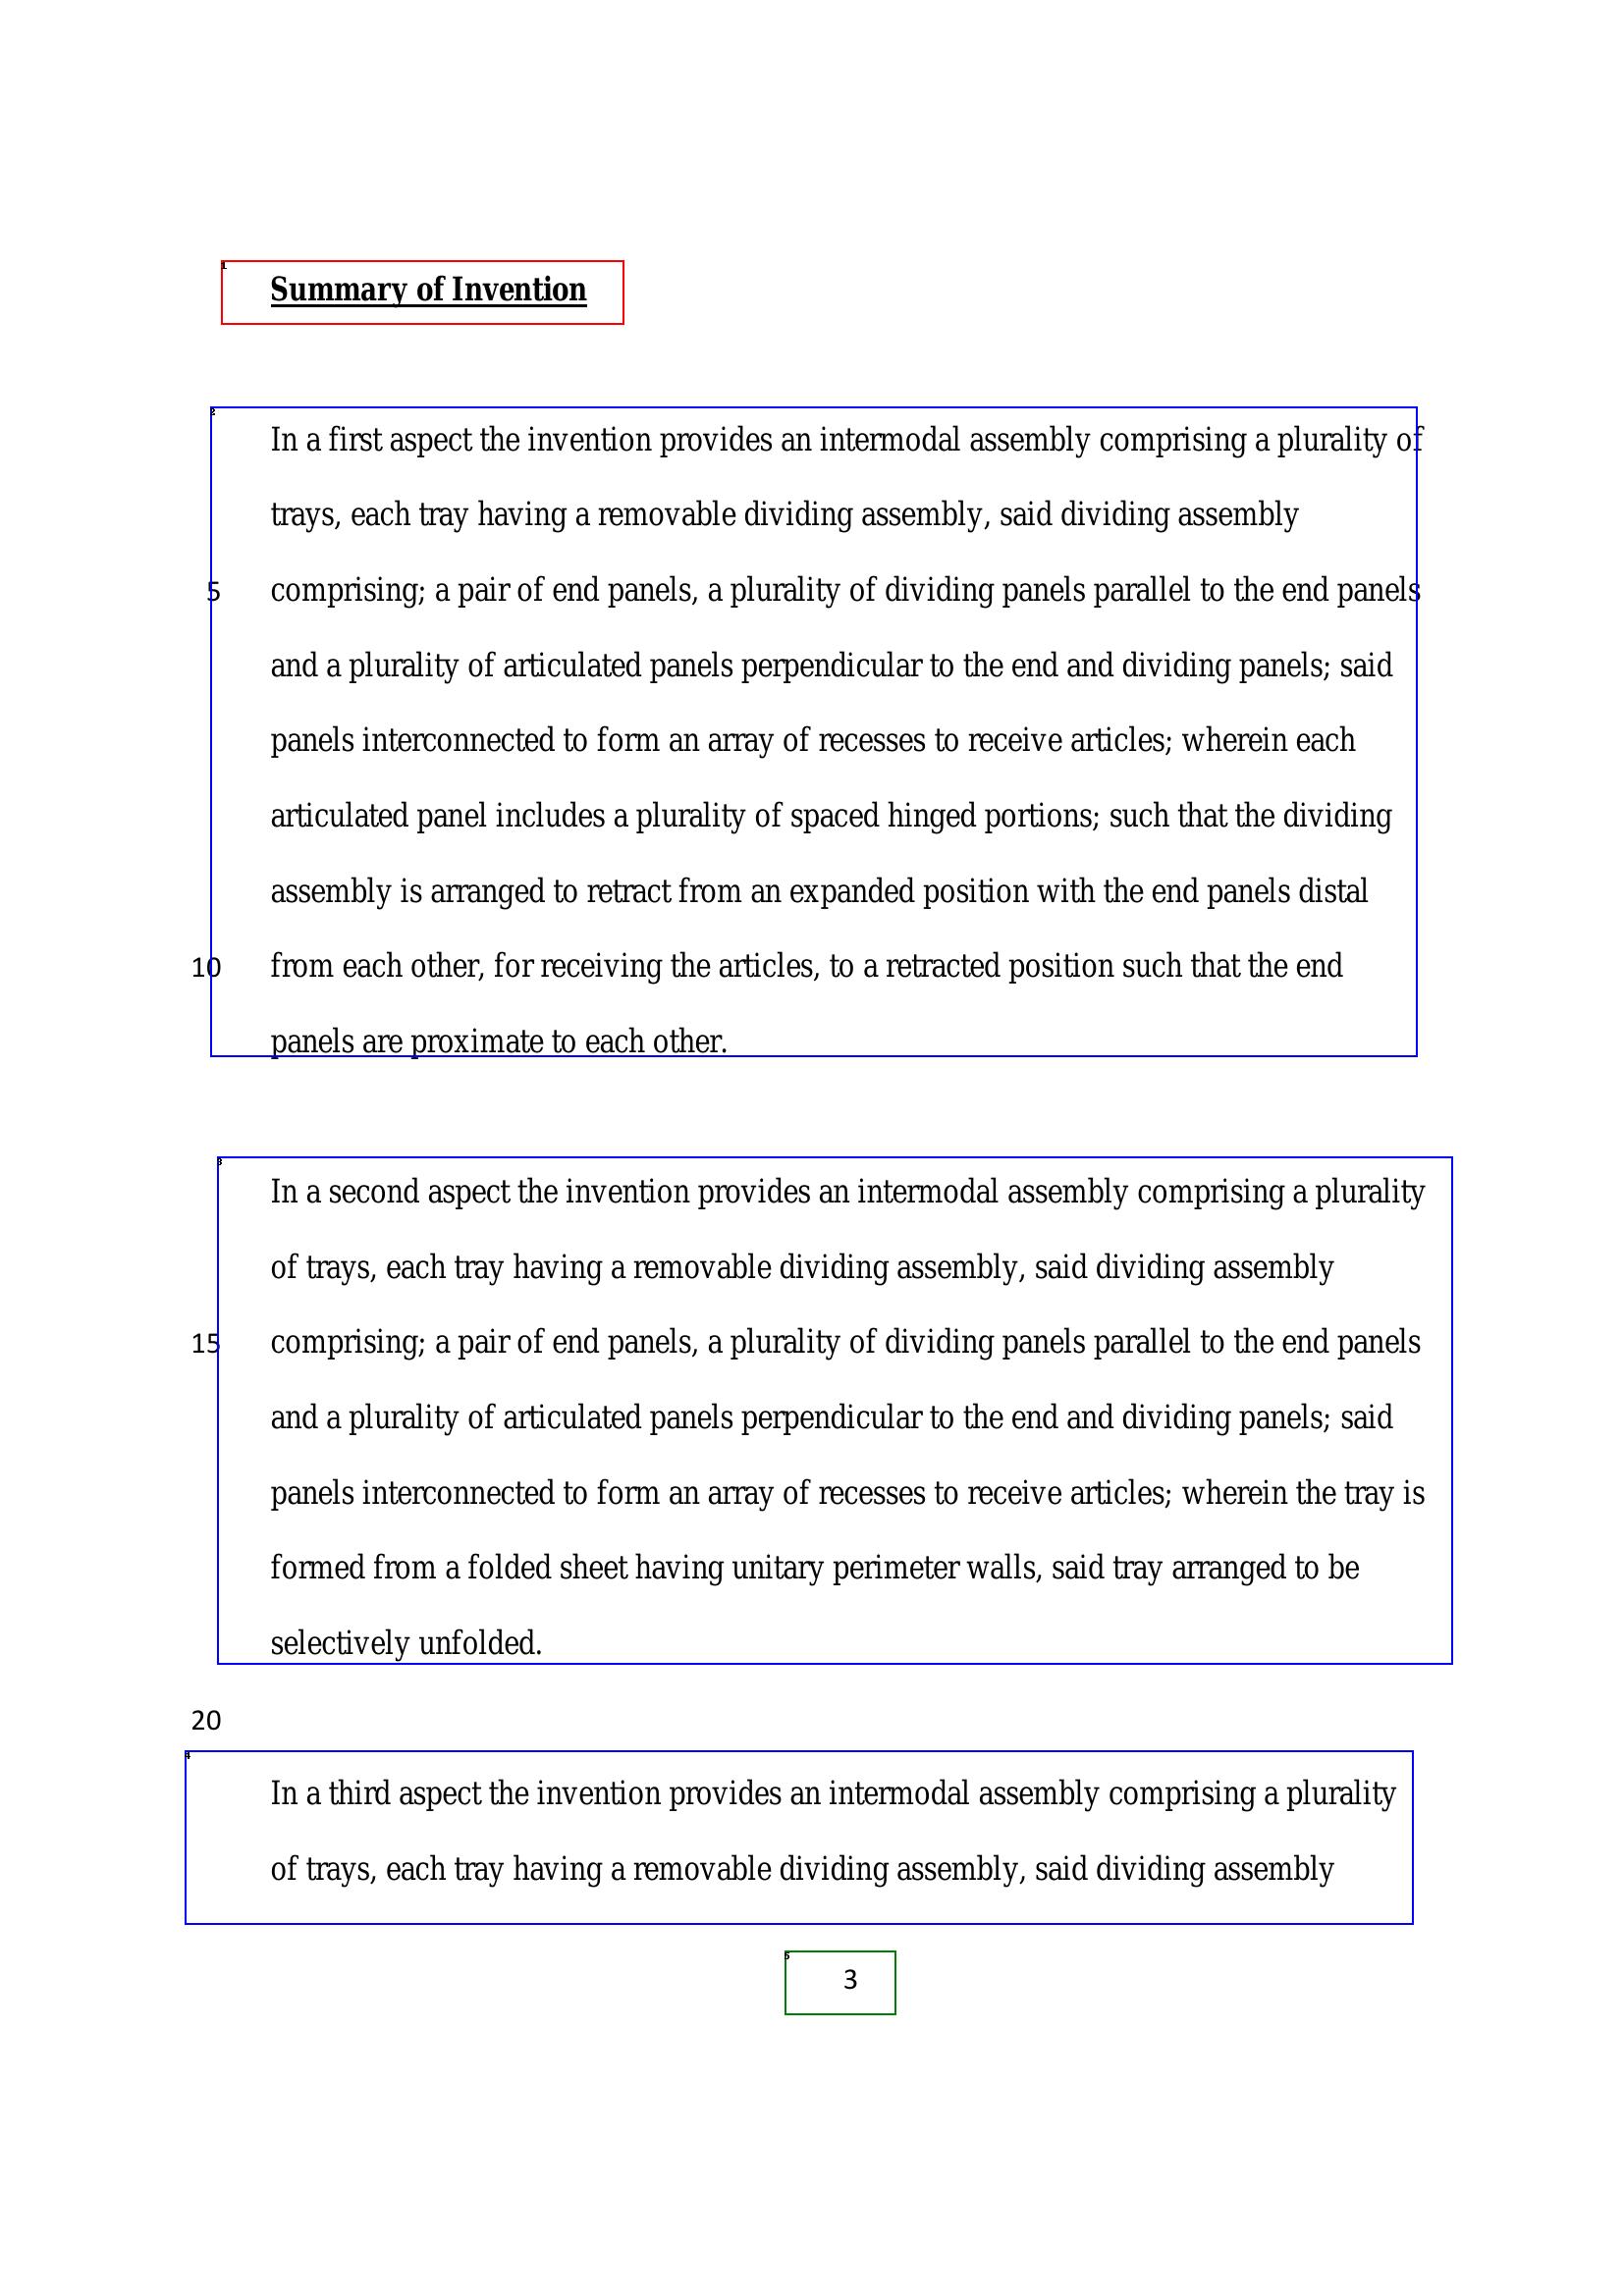 1
Summary of Invention
2
In a first aspect the invention provides an intermodal assembly comprising a plurality of
trays, each tray having a removable dividing assembly, said dividing assembly
5 comprising; a pair of end panels, a plurality of dividing panels parallel to the end panels
and a plurality of articulated panels perpendicular to the end and dividing panels; said
panels interconnected to form an array of recesses to receive articles; wherein each
articulated panel includes a plurality of spaced hinged portions; such that the dividing
assembly is arranged to retract from an expanded position with the end panels distal
10 from each other, for receiving the articles, to a retracted position such that the end
panels are proximate to each other.
3
In a second aspect the invention provides an intermodal assembly comprising a plurality
of trays, each tray having a removable dividing assembly, said dividing assembly
15 comprising; a pair of end panels, a plurality of dividing panels parallel to the end panels
and a plurality of articulated panels perpendicular to the end and dividing panels; said
panels interconnected to form an array of recesses to receive articles; wherein the tray is
formed from a folded sheet having unitary perimeter walls, said tray arranged to be
selectively unfolded.
20
4
In a third aspect the invention provides an intermodal assembly comprising a plurality
of trays, each tray having a removable dividing assembly, said dividing assembly
5
3